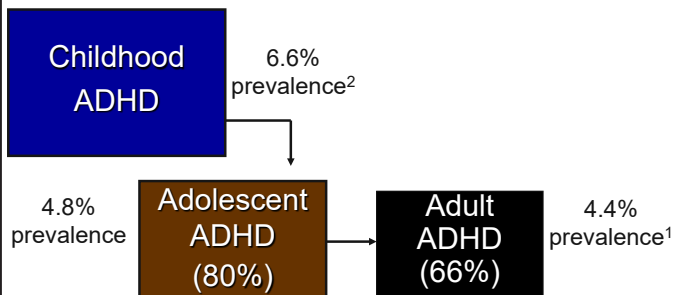 Childhood
ADHD
6.6%
prevalence²
4.8%
prevalence
Adolescent
ADHD
(80%)
Adult
ADHD
(66%)
4.4%
prevalence¹